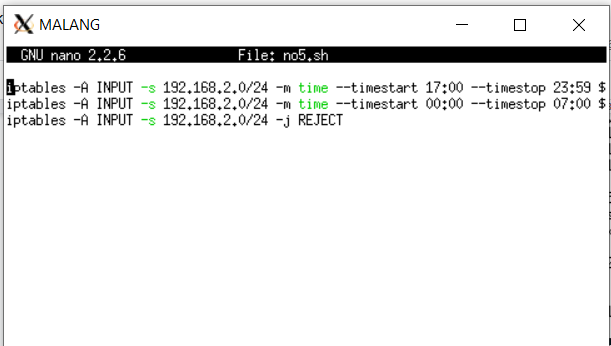 MALANG
GNU nano 2.2.6 File: no5.sh
iptables -A INPUT -s 192.168.2.0/24 -m time --timestart 17:00 --timestop 23:59 $
iptables -A INPUT -s 192.168.2.0/24 -m time --timestart 00:00 --timestop 07:00 $
iptables -A INPUT -s 192.168.2.0/24 -j REJECT